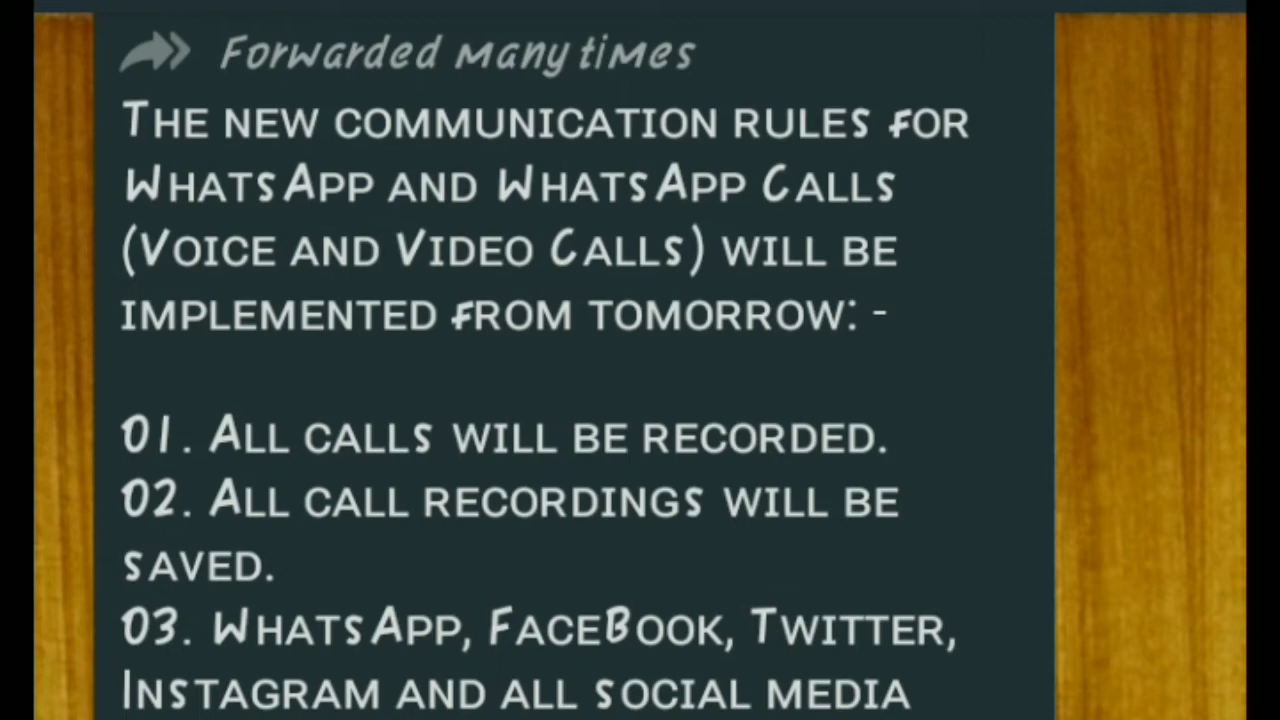 Forwarded many times
The new communication rules for
WhatsApp and WhatsApp Calls
(Voice and Video Calls) will be
implemented from tomorrow: -
01. All calls will be recorded.
02. All call recordings will be
saved.
03. WhatsApp, FaceBook, Twitter,
Instagram and all social media